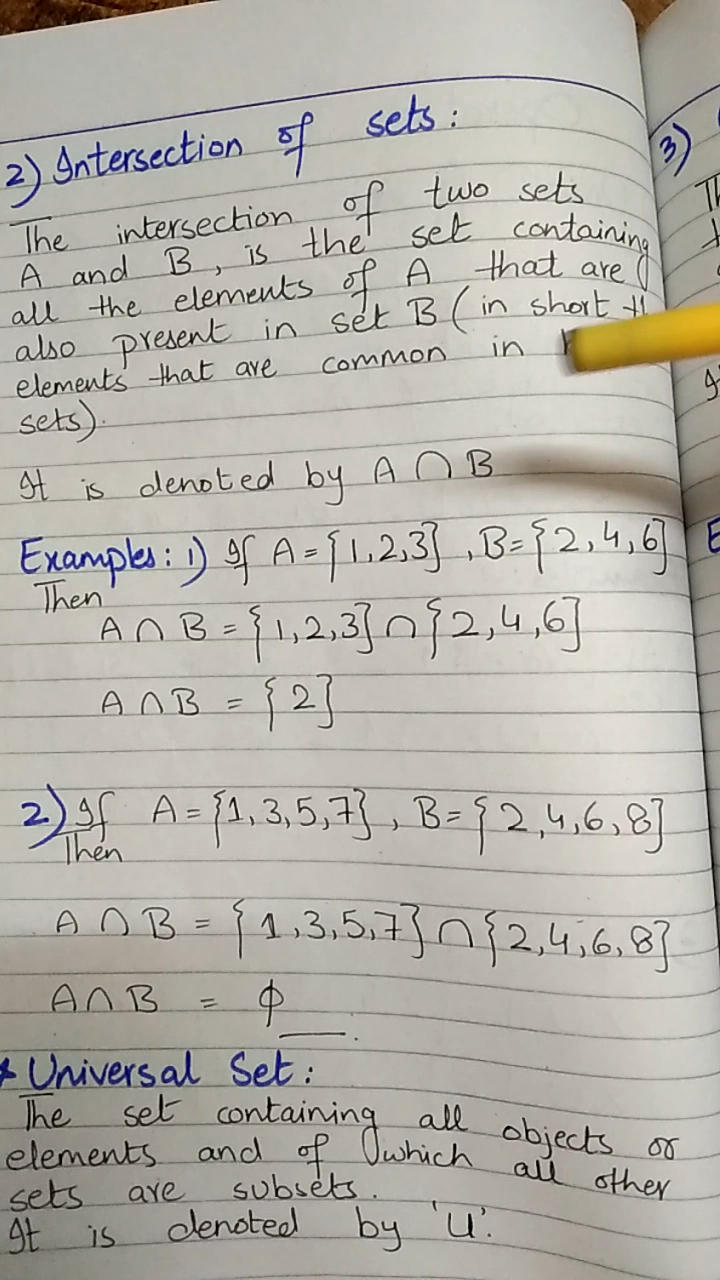 2) Intersection of sets:
The intersection of two sets
A and B, is the set containing
all the elements of A that are
also present in set B (in short
elements that are common in
sets).
It is denoted by A ∩ B
Examples: 1) If A = {1,2,3}, B = {2,4,6}
Then
A ∩ B = {1,2,3} ∩ {2,4,6}
A ∩ B = {2}
2) If A = {1,3,5,7}, B = {2,4,6,8}
Then
A ∩ B = {1,3,5,7} ∩ {2,4,6,8}
A ∩ B = ϕ
* Universal Set:
The set containing all objects or
elements and of which all other
sets are subsets.
It is denoted by 'U'.
3)